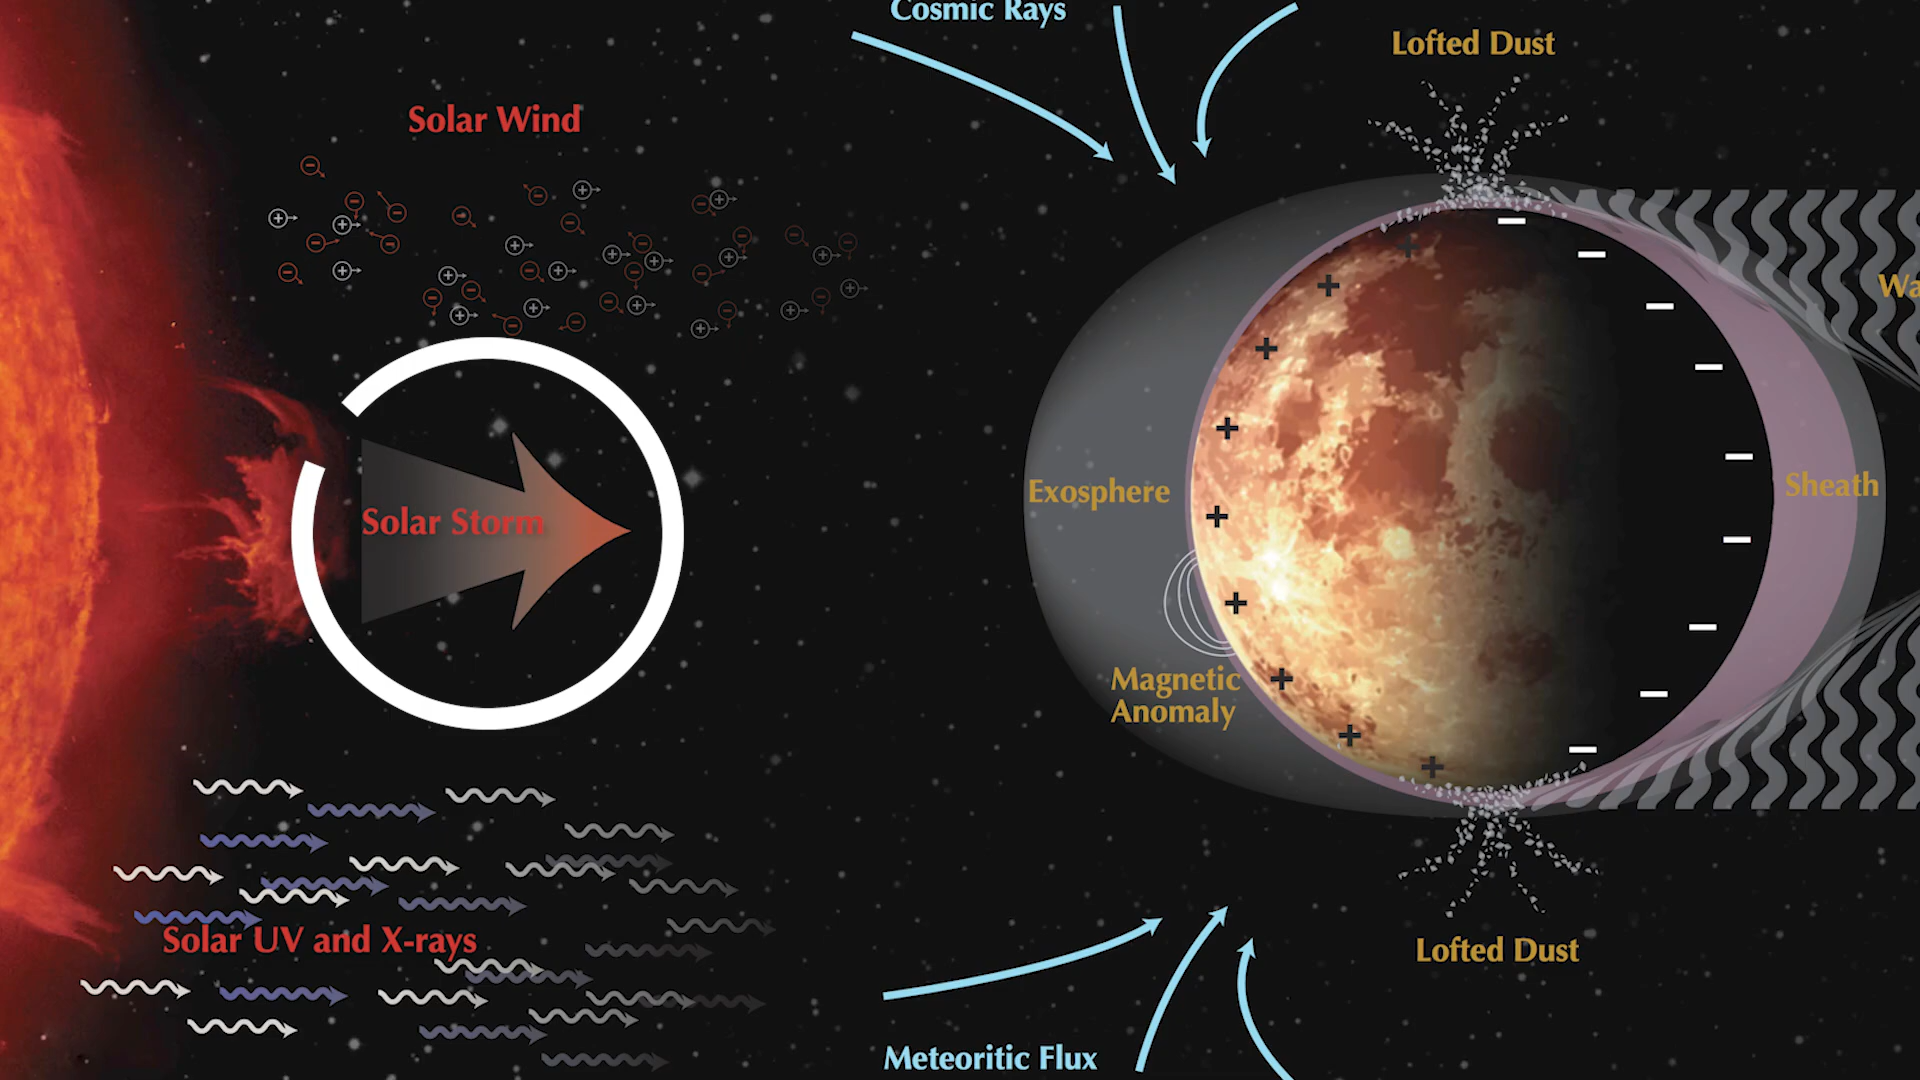 Cosmic Rays
Lofted Dust
Solar Wind
Exosphere
Sheath
Solar Storm
Magnetic
Anomaly
Solar UV and X-rays
Lofted Dust
Meteoritic Flux